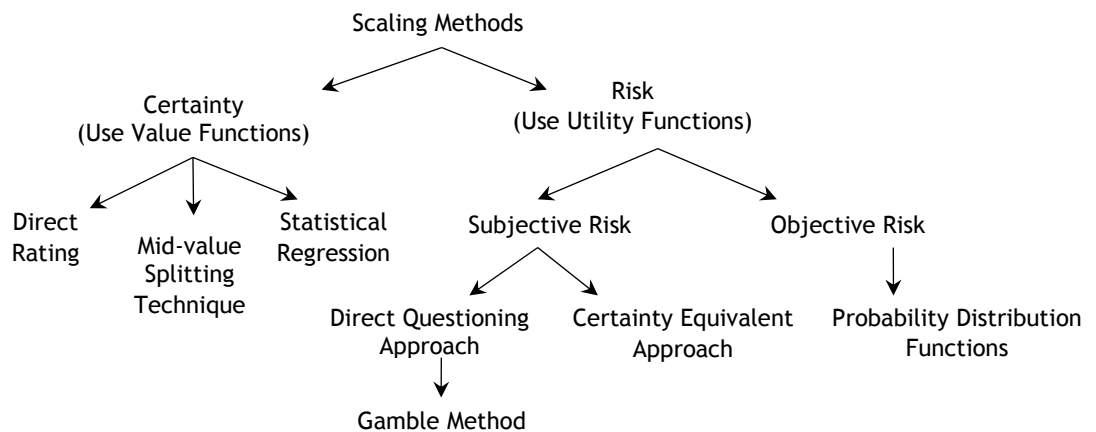 Scaling Methods
Certainty
(Use Value Functions)
Risk
(Use Utility Functions)
Direct
Rating
Mid-value
Splitting
Technique
Statistical
Regression
Subjective Risk
Objective Risk
Direct Questioning
Approach
Certainty Equivalent
Approach
Probability Distribution
Functions
Gamble Method